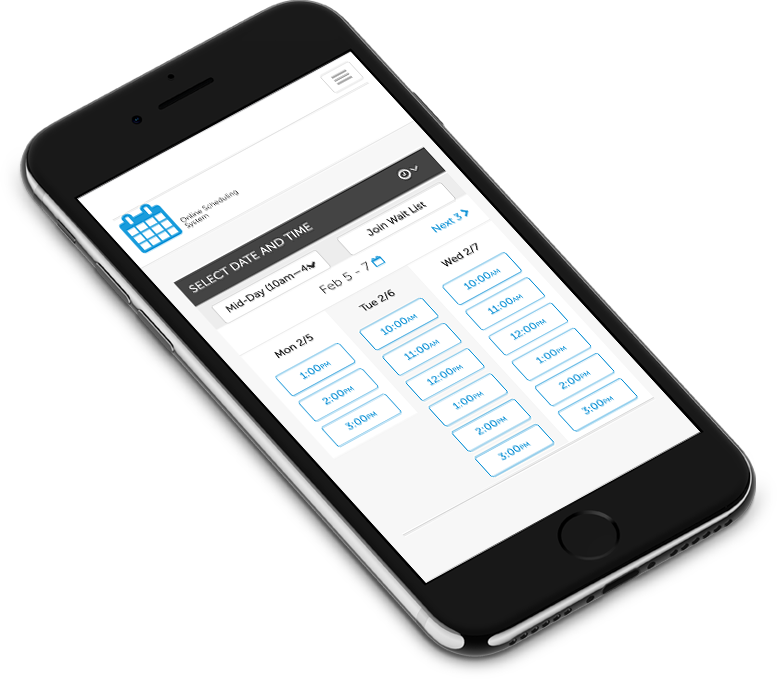 Online Scheduling
System
SELECT DATE AND TIME
Mid-Day (10am—4
Join Wait List
Feb 5 - 7
Next 3
Mon 2/5
1:00PM
2:00PM
3:00PM
Tue 2/6
10:00AM
11:00AM
12:00PM
1:00PM
2:00PM
3:00PM
Wed 2/7
10:00AM
11:00AM
12:00PM
1:00PM
2:00PM
3:00PM